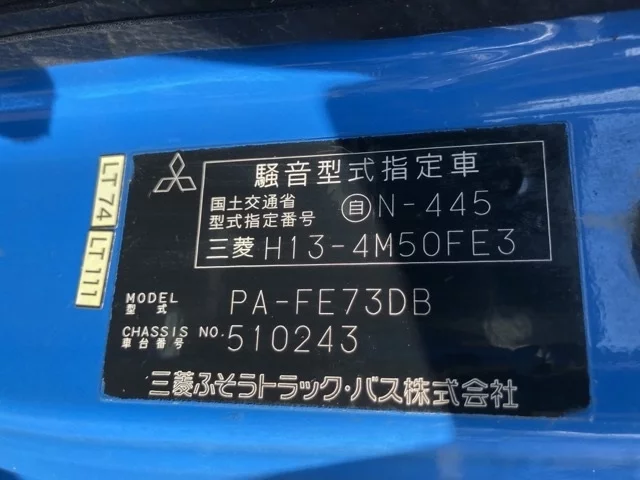 騒音型式指定車
国土交通省
型式指定番号 自N-445
三菱 H13-4M50FE3
MODEL
型式 PA-FE73DB
CHASSIS NO.
車台番号 510243
三菱ふそうトラック・バス株式会社
LT 74
LT111